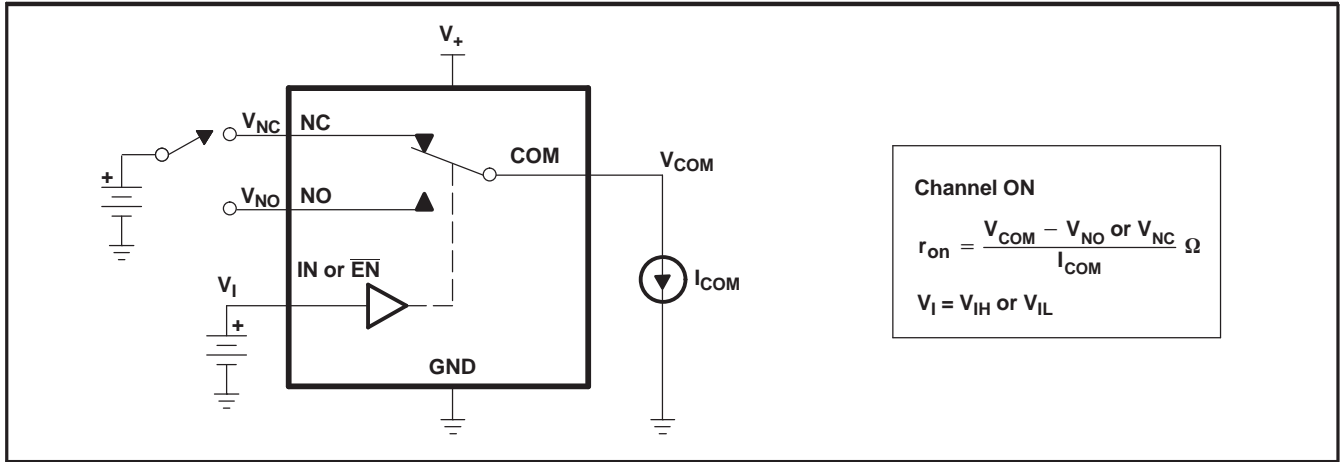 V+
VNC NC
COM
VCOM
+
VNO NO
IN or E̅N̅
VI
+
ICOM
GND
Channel ON
ron = VCOM − VNO or VNC / ICOM Ω
VI = VIH or VIL